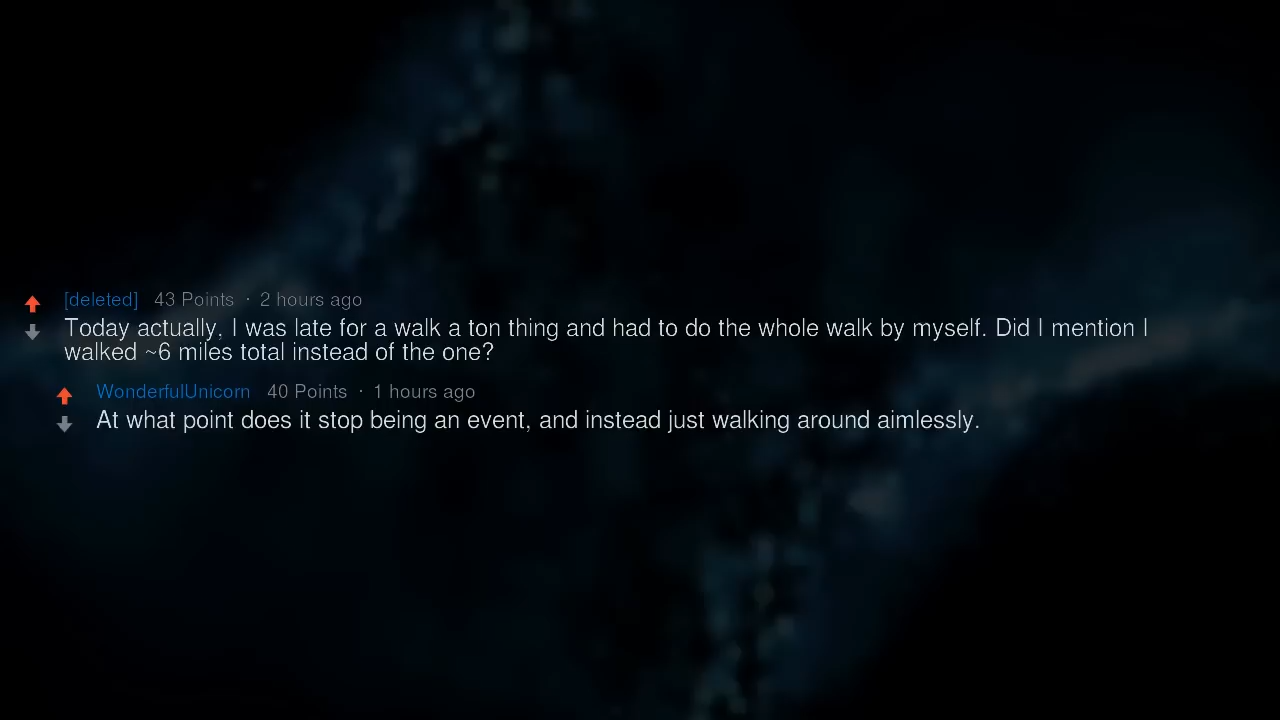 [deleted] 43 Points · 2 hours ago
Today actually, I was late for a walk a ton thing and had to do the whole walk by myself. Did I mention I
walked ~6 miles total instead of the one?
WonderfulUnicorn 40 Points · 1 hours ago
At what point does it stop being an event, and instead just walking around aimlessly.